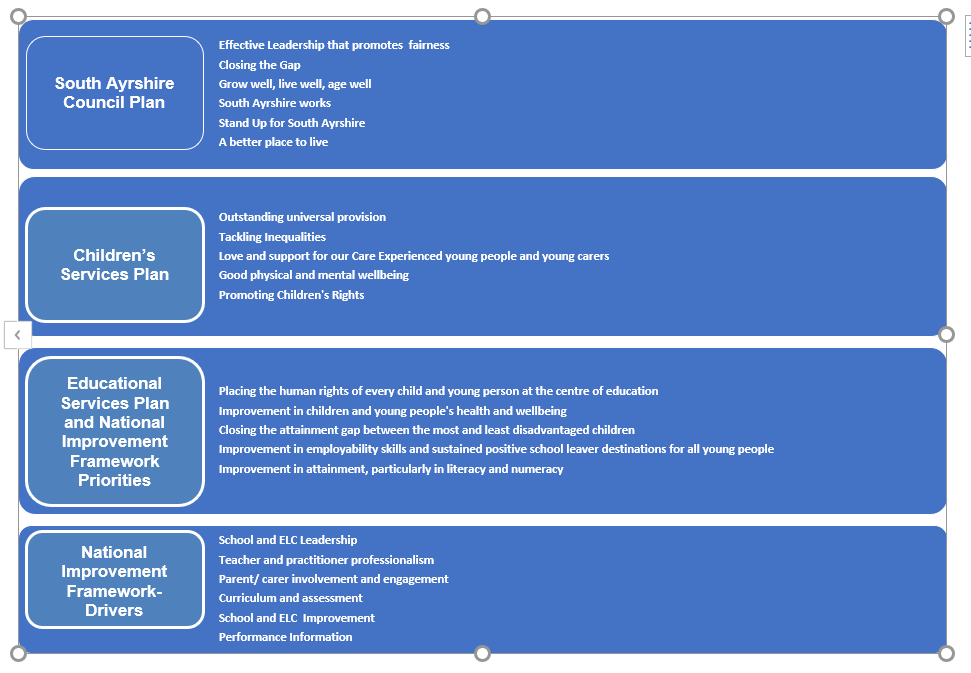 South Ayrshire
Council Plan
Effective Leadership that promotes  fairness
Closing the Gap
Grow well, live well, age well
South Ayrshire works
Stand Up for South Ayrshire
A better place to live
Children's
Services Plan
Outstanding universal provision
Tackling Inequalities
Love and support for our Care Experienced young people and young carers
Good physical and mental wellbeing
Promoting Children's Rights
Educational
Services Plan
and National
Improvement
Framework
Priorities
Placing the human rights of every child and young person at the centre of education
Improvement in children and young people's health and wellbeing
Closing the attainment gap between the most and least disadvantaged children
Improvement in employability skills and sustained positive school leaver destinations for all young people
Improvement in attainment, particularly in literacy and numeracy
National
Improvement
Framework-
Drivers
School and ELC Leadership
Teacher and practitioner professionalism
Parent/ carer involvement and engagement
Curriculum and assessment
School and ELC  Improvement
Performance Information